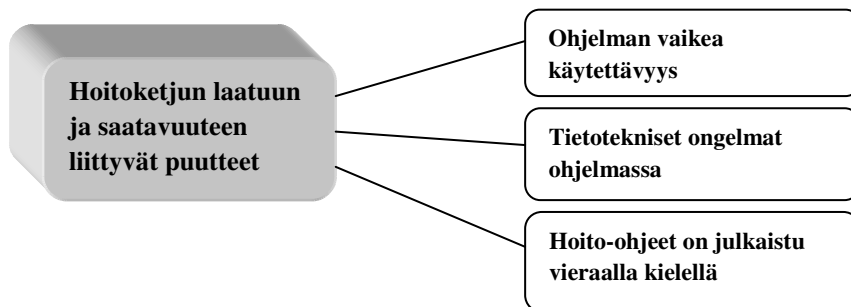 Hoitoketjun laatuun
ja saatavuuteen
liittyvät puutteet
Ohjelman vaikea
käytettävyys
Tietotekniset ongelmat
ohjelmassa
Hoito-ohjeet on julkaistu
vieraalla kielellä